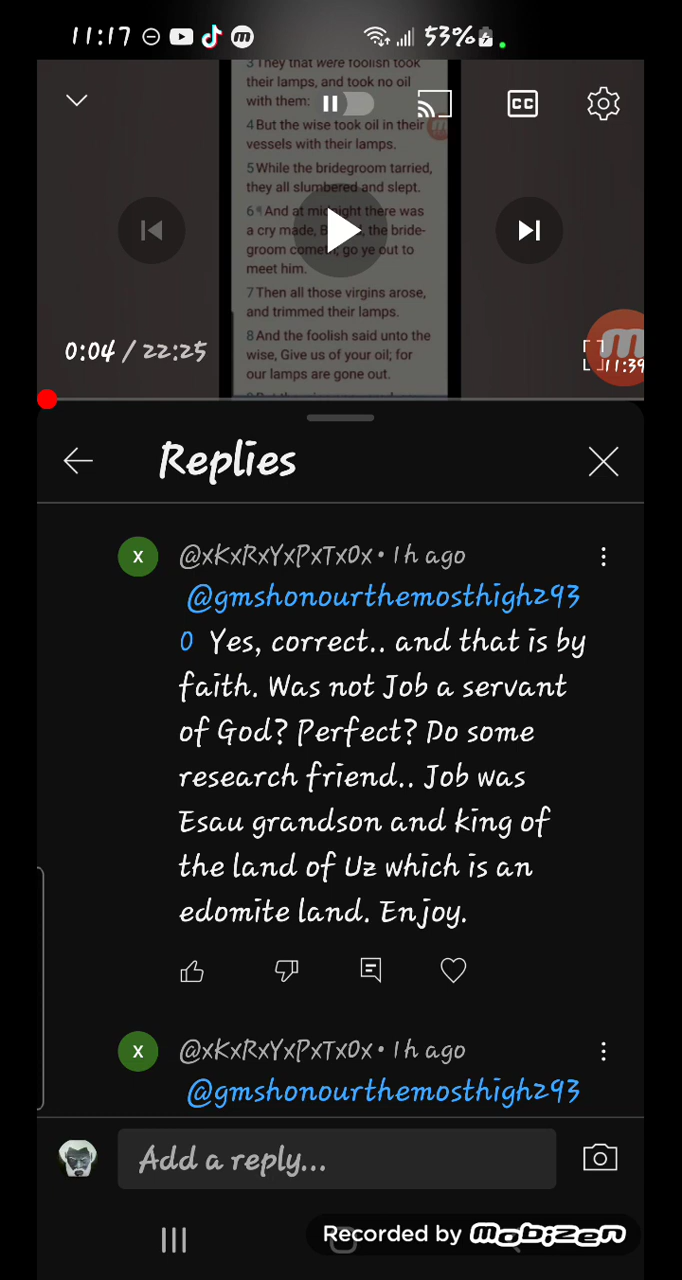 11:17 53%
3 They that were foolish took
their lamps, and took no oil
with them:
CC
4 But the wise took oil in their
vessels with their lamps.
5 While the bridegroom tarried,
they all slumbered and slept.
6 ¶ And at midnight there was
a cry made, the bride-
groom cometh, go ye out to
meet him.
7 Then all those virgins arose,
and trimmed their lamps.
8 And the foolish said unto the
wise, Give us of your oil; for
our lamps are gone out.
0:04 / 22:25
11:39
Replies
X
@xKxRxYxPxTxOx • 1h ago
@gmshonourthemosthigh293
0 Yes, correct.. and that is by
faith. Was not Job a servant
of God? Perfect? Do some
research friend.. Job was
Esau grandson and king of
the land of Uz which is an
edomite land. Enjoy.
X
@xKxRxYxPxTxOx • 1h ago
@gmshonourthemosthigh293
Add a reply...
Recorded by mobizen